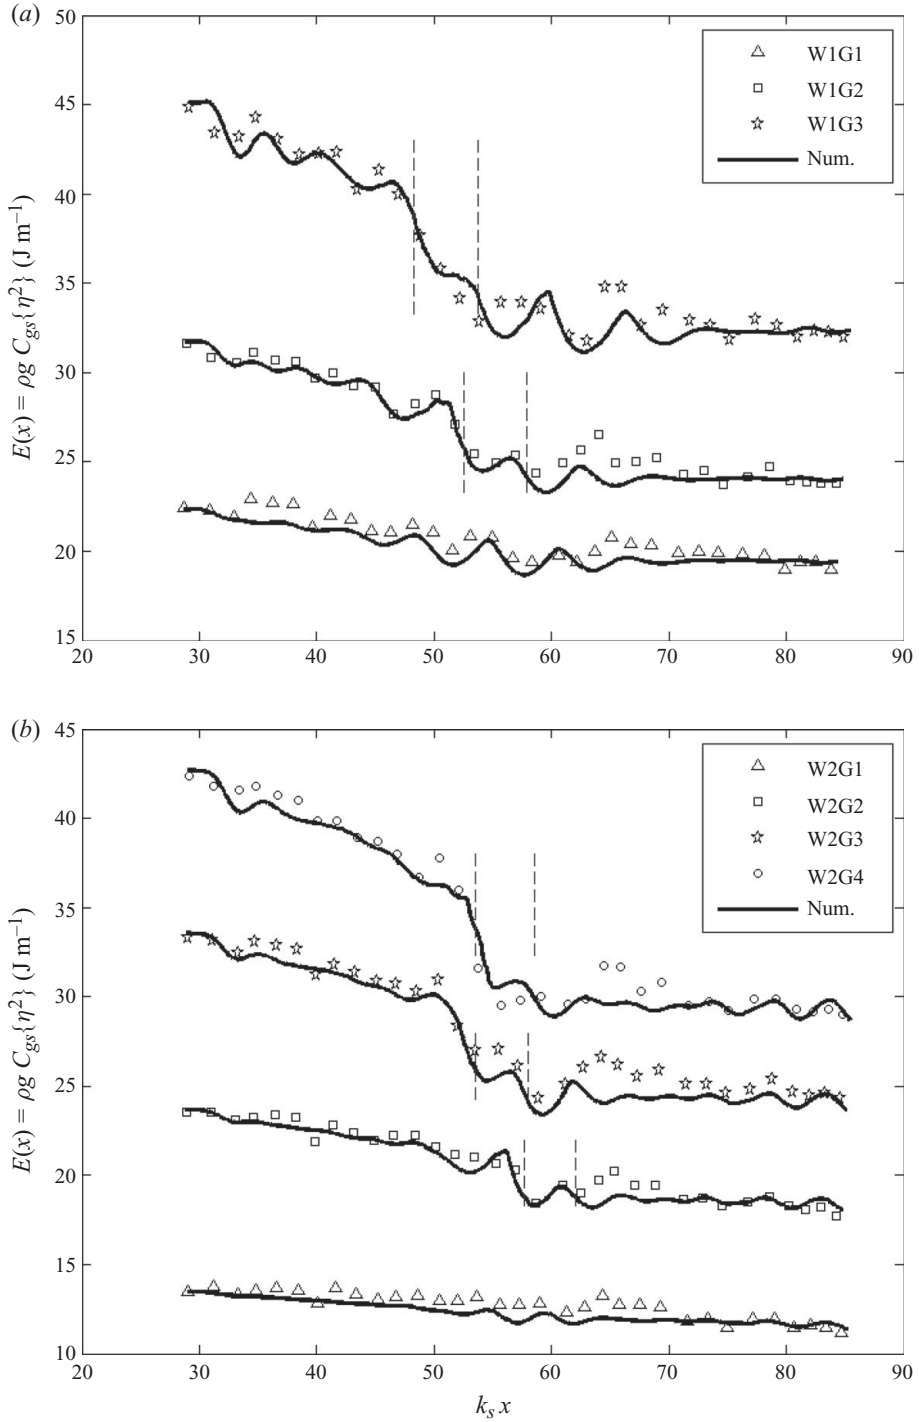 (a)
50
45
40
35
30
25
20
15
E(x) = ρg C_gs{η²} (J m⁻¹)
W1G1
W1G2
W1G3
Num.
20 30 40 50 60 70 80 90
(b)
45
40
35
30
25
20
15
10
E(x) = ρg C_gs{η²} (J m⁻¹)
W2G1
W2G2
W2G3
W2G4
Num.
20 30 40 50 60 70 80 90
k_s x